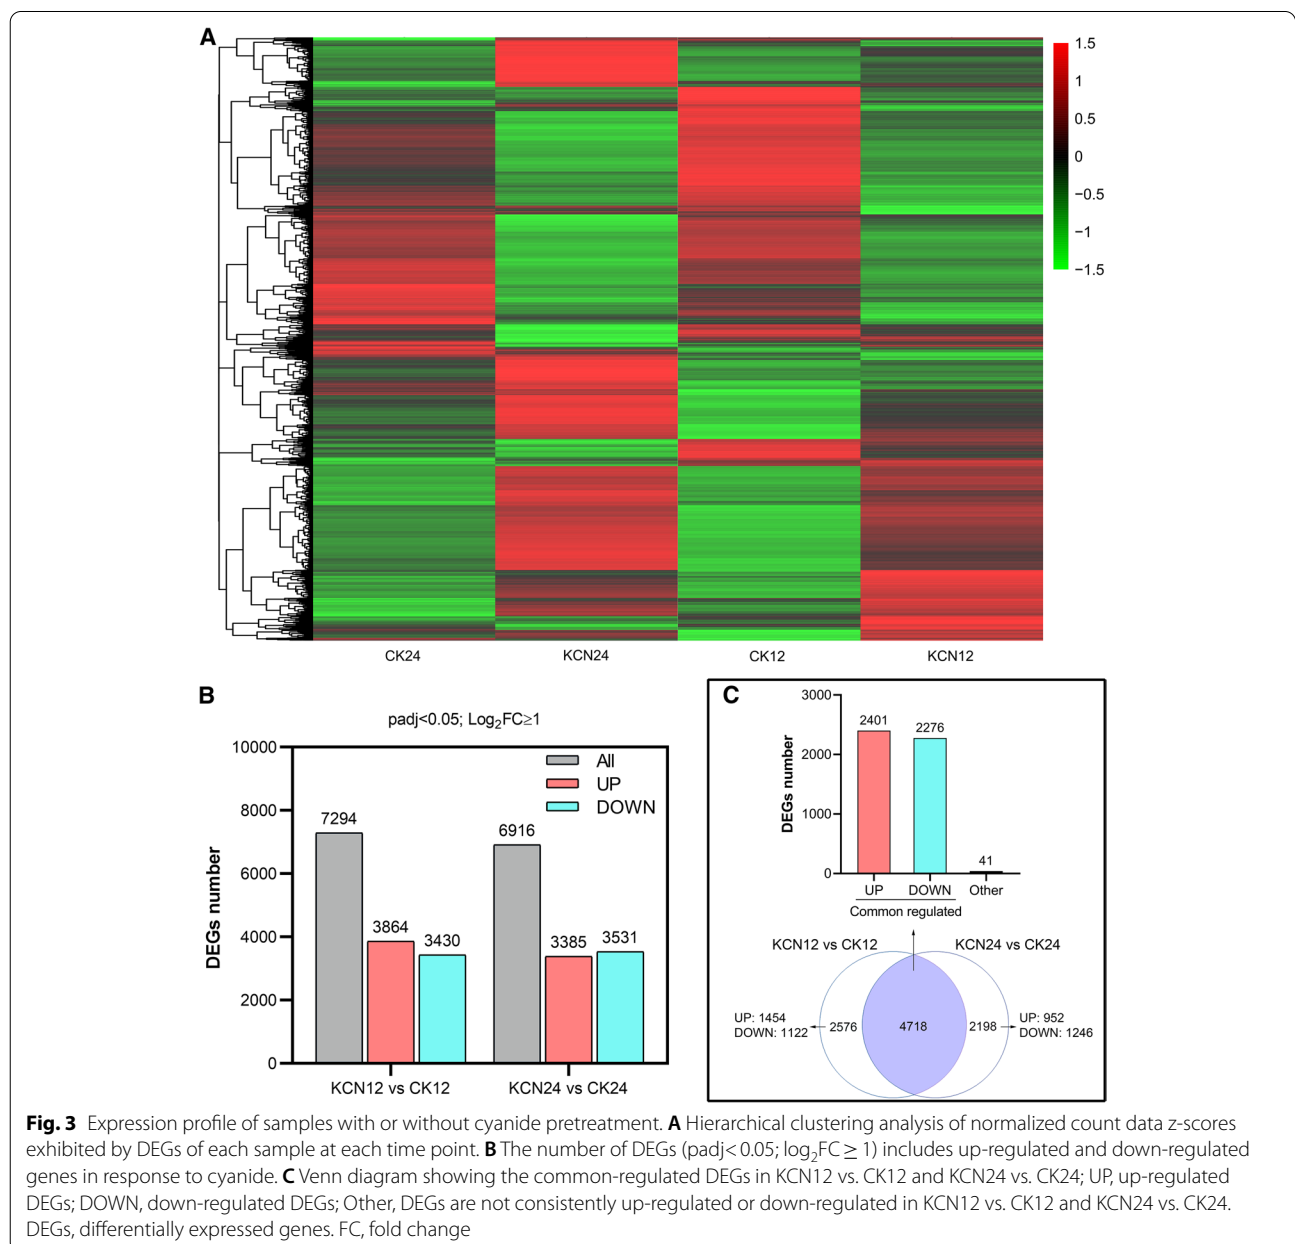 A
1.5
1
0.5
0
−0.5
−1
−1.5
CK24 KCN24 CK12 KCN12
B
padj<0.05; Log₂FC≥1
DEGs number
10000
8000
6000
4000
2000
0
All
UP
DOWN
7294
3864
3430
6916
3385
3531
KCN12 vs CK12 KCN24 vs CK24
C
DEGs number
3000
2000
1000
0
2401
2276
41
UP DOWN Other
Common regulated
KCN12 vs CK12 KCN24 vs CK24
UP: 1454
DOWN: 1122
2576
4718
2198
UP: 952
DOWN: 1246
Fig. 3 Expression profile of samples with or without cyanide pretreatment. A Hierarchical clustering analysis of normalized count data z-scores
exhibited by DEGs of each sample at each time point. B The number of DEGs (padj< 0.05; log₂FC ≥ 1) includes up-regulated and down-regulated
genes in response to cyanide. C Venn diagram showing the common-regulated DEGs in KCN12 vs. CK12 and KCN24 vs. CK24; UP, up-regulated
DEGs; DOWN, down-regulated DEGs; Other, DEGs are not consistently up-regulated or down-regulated in KCN12 vs. CK12 and KCN24 vs. CK24.
DEGs, differentially expressed genes. FC, fold change